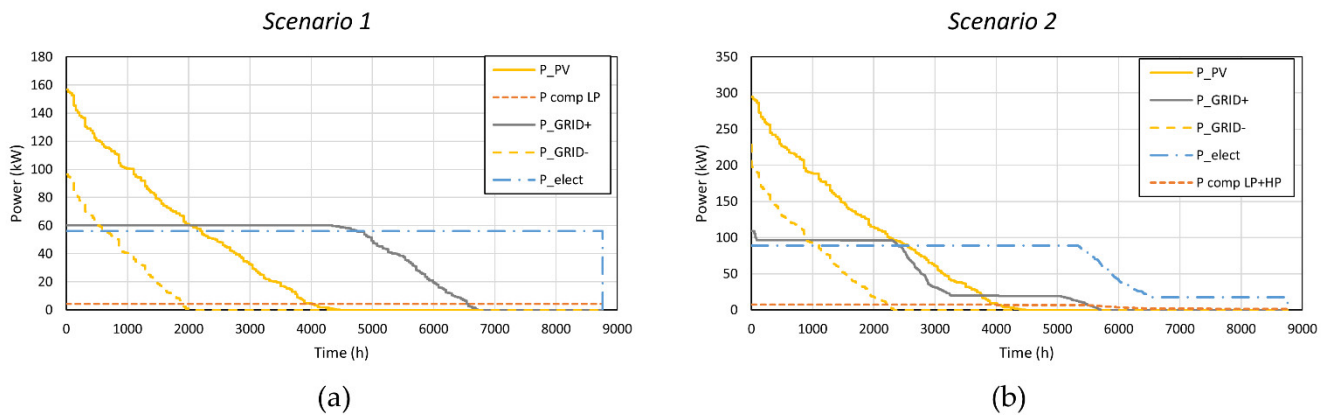 Scenario 1
180
160
140
120
100
80
60
40
20
0
Power (kW)
0 1000 2000 3000 4000 5000 6000 7000 8000 9000
Time (h)
P_PV
P comp LP
P_GRID+
P_GRID-
P_elect
(a)
Scenario 2
350
300
250
200
150
100
50
0
Power (kW)
0 1000 2000 3000 4000 5000 6000 7000 8000 9000
Time (h)
P_PV
P_GRID+
P_GRID-
P_elect
P comp LP+HP
(b)